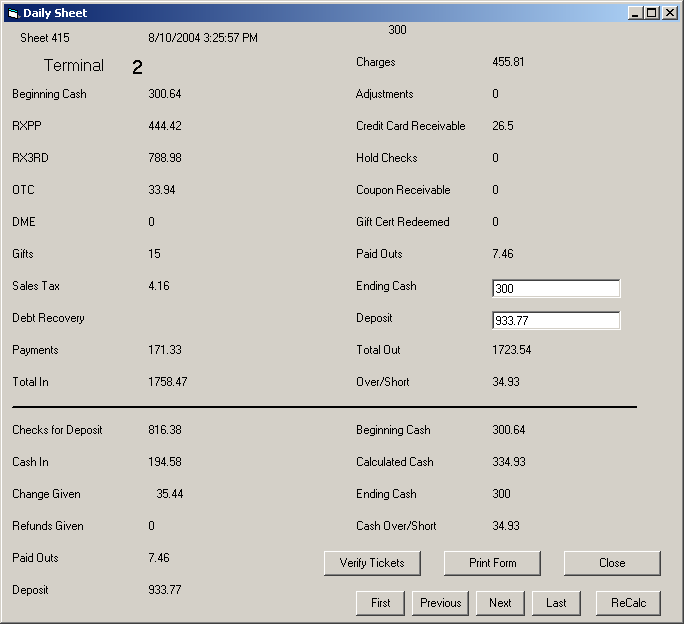 Daily Sheet
Sheet 415 8/10/2004 3:25:57 PM 300
Terminal 2 Charges 455.81
Beginning Cash 300.64 Adjustments 0
RXPP 444.42 Credit Card Receivable 26.5
RX3RD 788.98 Hold Checks 0
OTC 33.94 Coupon Receivable 0
DME 0 Gift Cert Redeemed 0
Gifts 15 Paid Outs 7.46
Sales Tax 4.16 Ending Cash 300
Debt Recovery Deposit 933.77
Payments 171.33 Total Out 1723.54
Total In 1758.47 Over/Short 34.93
Checks for Deposit 816.38 Beginning Cash 300.64
Cash In 194.58 Calculated Cash 334.93
Change Given 35.44 Ending Cash 300
Refunds Given 0 Cash Over/Short 34.93
Paid Outs 7.46 Verify Tickets Print Form Close
Deposit 933.77 First Previous Next Last ReCalc